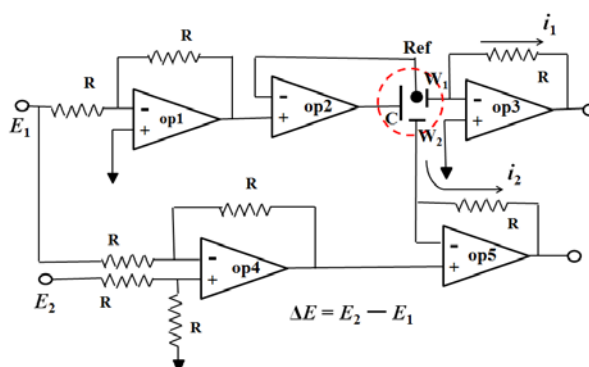 Ref
i₁
R
R
W₁
R
E₁
− + op1
− + op2
C
− + op3
W₂
i₂
R
R
R
− + op4
− + op5
E₂
R
R
ΔE = E₂ — E₁